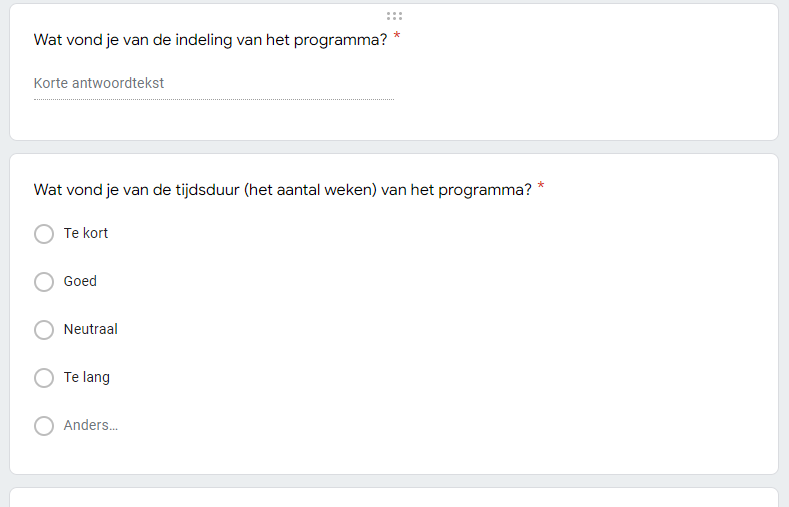 Wat vond je van de indeling van het programma? *
Korte antwoordtekst
Wat vond je van de tijdsduur (het aantal weken) van het programma? *
Te kort
Goed
Neutraal
Te lang
Anders...